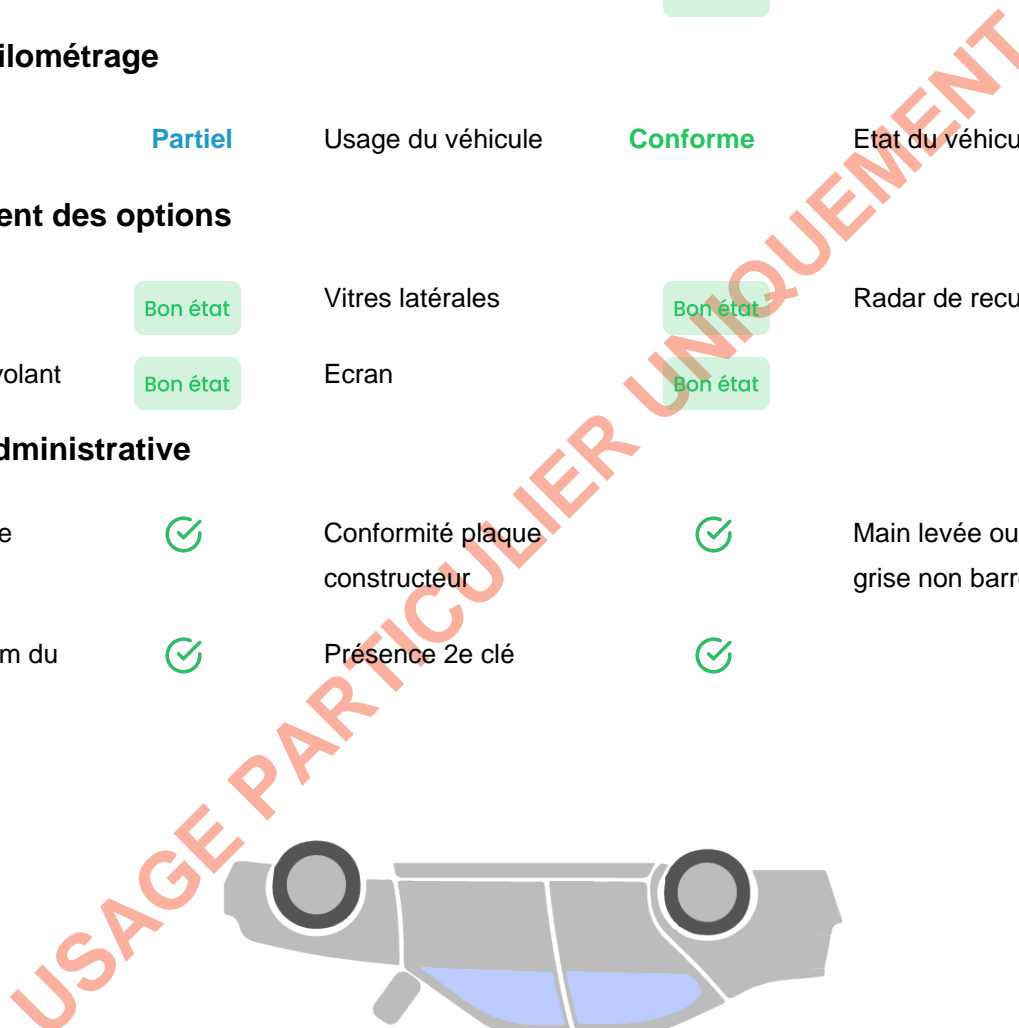 ilométrage
Partiel Usage du véhicule Conforme Etat du véhicu
ent des options
Bon état Vitres latérales Bon état Radar de recu
volant Bon état Ecran Bon état
dministrative
e Conformité plaque Main levée ou
constructeur grise non barr
m du Présence 2e clé
USAGE PARTICULIER UNIQUEMENT